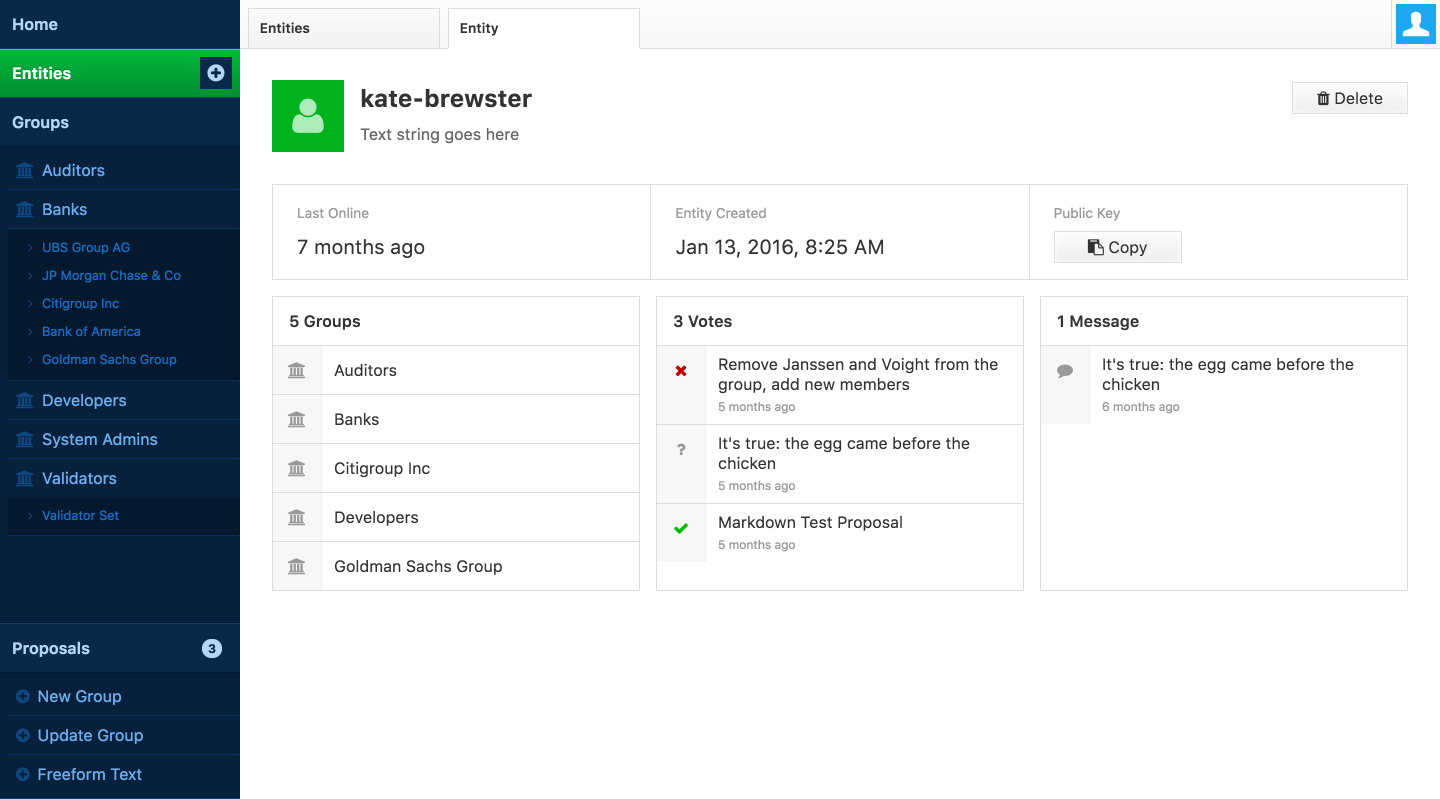 Home
Entities
Groups
Auditors
Banks
UBS Group AG
JP Morgan Chase & Co
Citigroup Inc
Bank of America
Goldman Sachs Group
Developers
System Admins
Validators
Validator Set
Proposals 3
New Group
Update Group
Freeform Text
Entities
Entity
kate-brewster
Text string goes here
Delete
Last Online
7 months ago
Entity Created
Jan 13, 2016, 8:25 AM
Public Key
Copy
5 Groups
Auditors
Banks
Citigroup Inc
Developers
Goldman Sachs Group
3 Votes
Remove Janssen and Voight from the
group, add new members
5 months ago
?
It's true: the egg came before the
chicken
5 months ago
Markdown Test Proposal
5 months ago
1 Message
It's true: the egg came before the
chicken
6 months ago